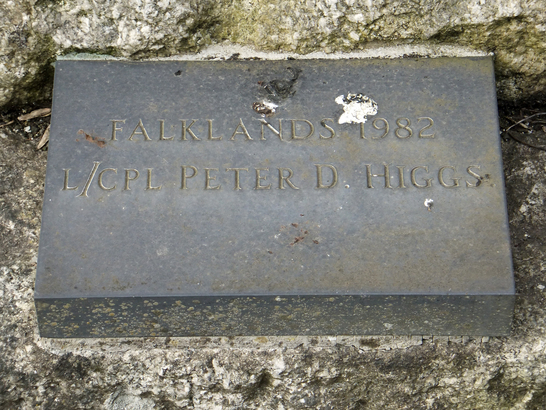 FALKLANDS 1982
L/CPL PETER D. HIGGS